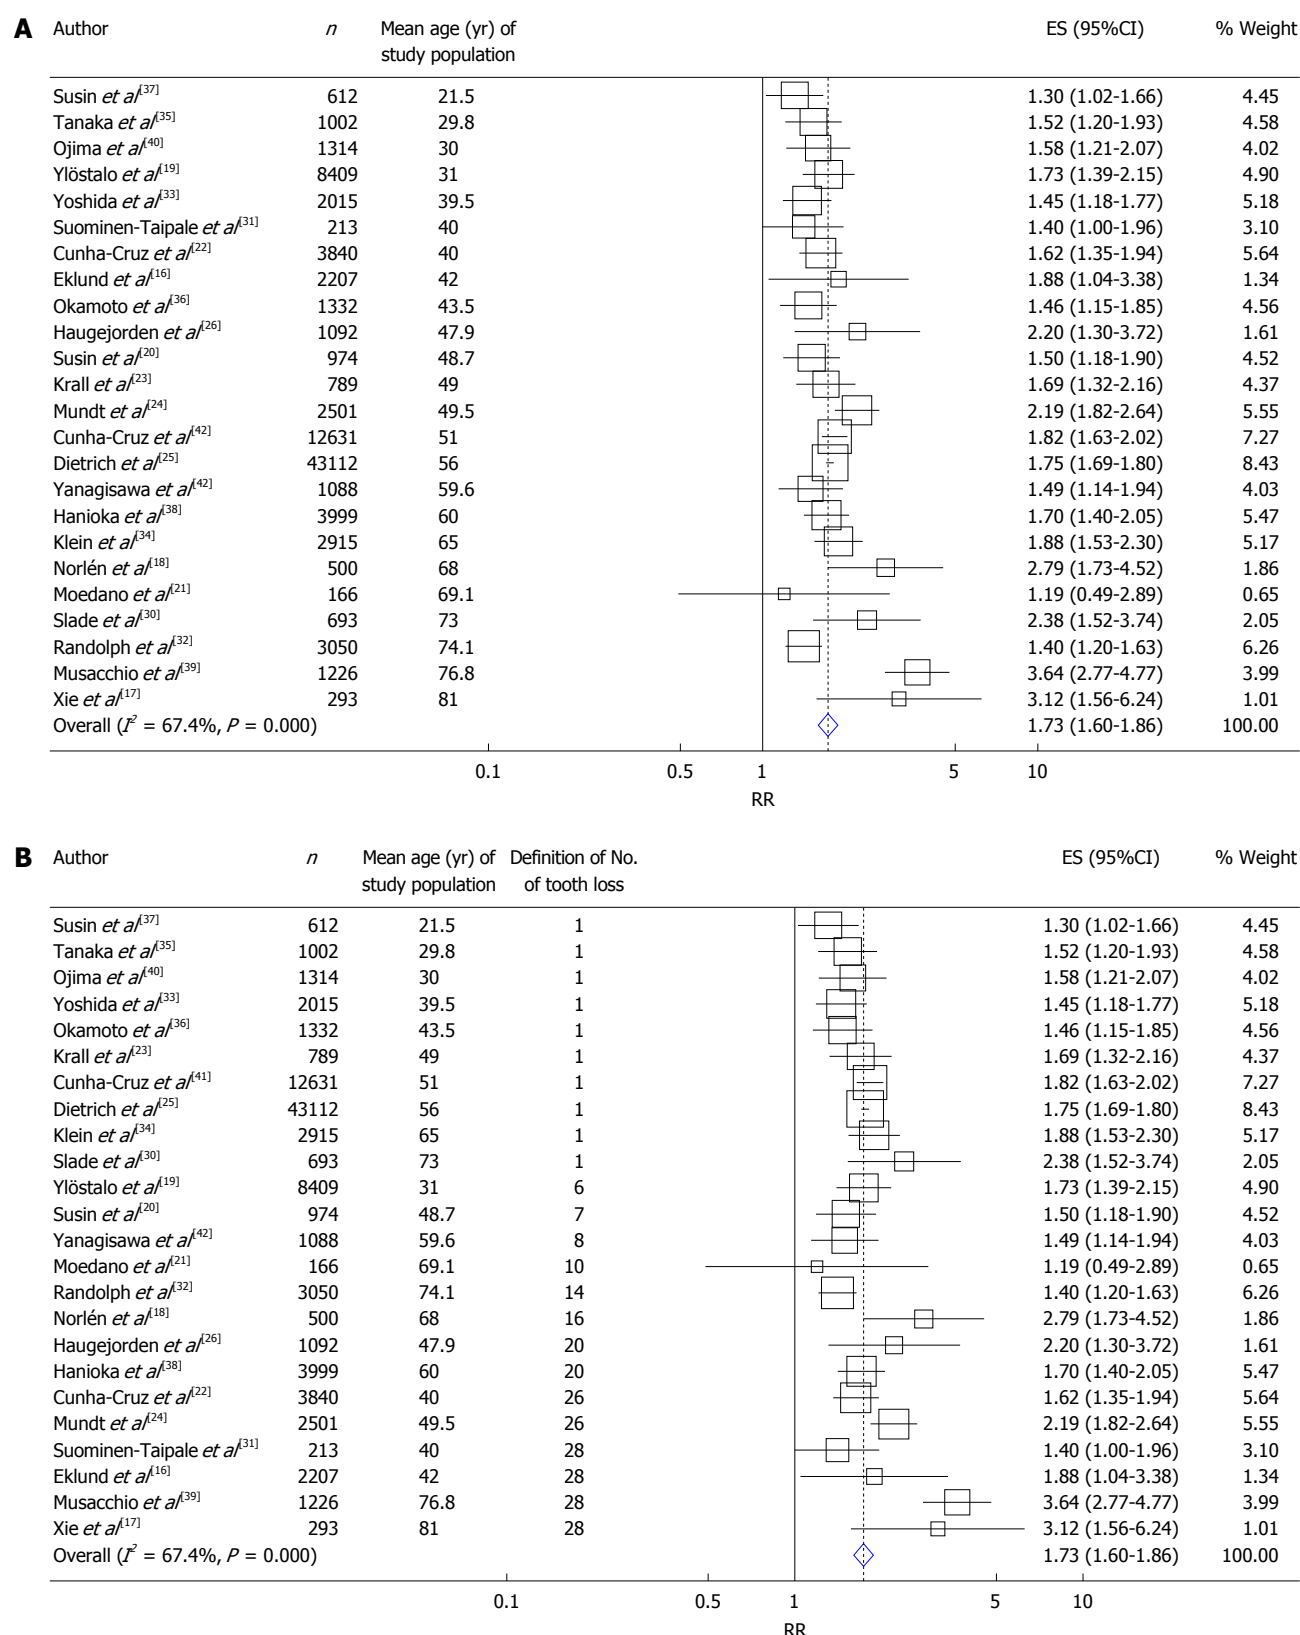 A Author n Mean age (yr) of ES (95%CI) % Weight
study population
Susin et al[37] 612 21.5 1.30 (1.02-1.66) 4.45
Tanaka et al[35] 1002 29.8 1.52 (1.20-1.93) 4.58
Ojima et al[40] 1314 30 1.58 (1.21-2.07) 4.02
Ylöstalo et al[19] 8409 31 1.73 (1.39-2.15) 4.90
Yoshida et al[33] 2015 39.5 1.45 (1.18-1.77) 5.18
Suominen-Taipale et al[31] 213 40 1.40 (1.00-1.96) 3.10
Cunha-Cruz et al[22] 3840 40 1.62 (1.35-1.94) 5.64
Eklund et al[16] 2207 42 1.88 (1.04-3.38) 1.34
Okamoto et al[36] 1332 43.5 1.46 (1.15-1.85) 4.56
Haugejorden et al[26] 1092 47.9 2.20 (1.30-3.72) 1.61
Susin et al[20] 974 48.7 1.50 (1.18-1.90) 4.52
Krall et al[23] 789 49 1.69 (1.32-2.16) 4.37
Mundt et al[24] 2501 49.5 2.19 (1.82-2.64) 5.55
Cunha-Cruz et al[42] 12631 51 1.82 (1.63-2.02) 7.27
Dietrich et al[25] 43112 56 1.75 (1.69-1.80) 8.43
Yanagisawa et al[42] 1088 59.6 1.49 (1.14-1.94) 4.03
Hanioka et al[38] 3999 60 1.70 (1.40-2.05) 5.47
Klein et al[34] 2915 65 1.88 (1.53-2.30) 5.17
Norlén et al[18] 500 68 2.79 (1.73-4.52) 1.86
Moedano et al[21] 166 69.1 1.19 (0.49-2.89) 0.65
Slade et al[30] 693 73 2.38 (1.52-3.74) 2.05
Randolph et al[32] 3050 74.1 1.40 (1.20-1.63) 6.26
Musacchio et al[39] 1226 76.8 3.64 (2.77-4.77) 3.99
Xie et al[17] 293 81 3.12 (1.56-6.24) 1.01
Overall (I² = 67.4%, P = 0.000) 1.73 (1.60-1.86) 100.00
0.1 0.5 1 5 10
RR
B Author n Mean age (yr) of Definition of No. ES (95%CI) % Weight
study population of tooth loss
Susin et al[37] 612 21.5 1 1.30 (1.02-1.66) 4.45
Tanaka et al[35] 1002 29.8 1 1.52 (1.20-1.93) 4.58
Ojima et al[40] 1314 30 1 1.58 (1.21-2.07) 4.02
Yoshida et al[33] 2015 39.5 1 1.45 (1.18-1.77) 5.18
Okamoto et al[36] 1332 43.5 1 1.46 (1.15-1.85) 4.56
Krall et al[23] 789 49 1 1.69 (1.32-2.16) 4.37
Cunha-Cruz et al[41] 12631 51 1 1.82 (1.63-2.02) 7.27
Dietrich et al[25] 43112 56 1 1.75 (1.69-1.80) 8.43
Klein et al[34] 2915 65 1 1.88 (1.53-2.30) 5.17
Slade et al[30] 693 73 1 2.38 (1.52-3.74) 2.05
Ylöstalo et al[19] 8409 31 6 1.73 (1.39-2.15) 4.90
Susin et al[20] 974 48.7 7 1.50 (1.18-1.90) 4.52
Yanagisawa et al[42] 1088 59.6 8 1.49 (1.14-1.94) 4.03
Moedano et al[21] 166 69.1 10 1.19 (0.49-2.89) 0.65
Randolph et al[32] 3050 74.1 14 1.40 (1.20-1.63) 6.26
Norlén et al[18] 500 68 16 2.79 (1.73-4.52) 1.86
Haugejorden et al[26] 1092 47.9 20 2.20 (1.30-3.72) 1.61
Hanioka et al[38] 3999 60 20 1.70 (1.40-2.05) 5.47
Cunha-Cruz et al[22] 3840 40 26 1.62 (1.35-1.94) 5.64
Mundt et al[24] 2501 49.5 26 2.19 (1.82-2.64) 5.55
Suominen-Taipale et al[31] 213 40 28 1.40 (1.00-1.96) 3.10
Eklund et al[16] 2207 42 28 1.88 (1.04-3.38) 1.34
Musacchio et al[39] 1226 76.8 28 3.64 (2.77-4.77) 3.99
Xie et al[17] 293 81 28 3.12 (1.56-6.24) 1.01
Overall (I² = 67.4%, P = 0.000) 1.73 (1.60-1.86) 100.00
0.1 0.5 1 5 10
RR